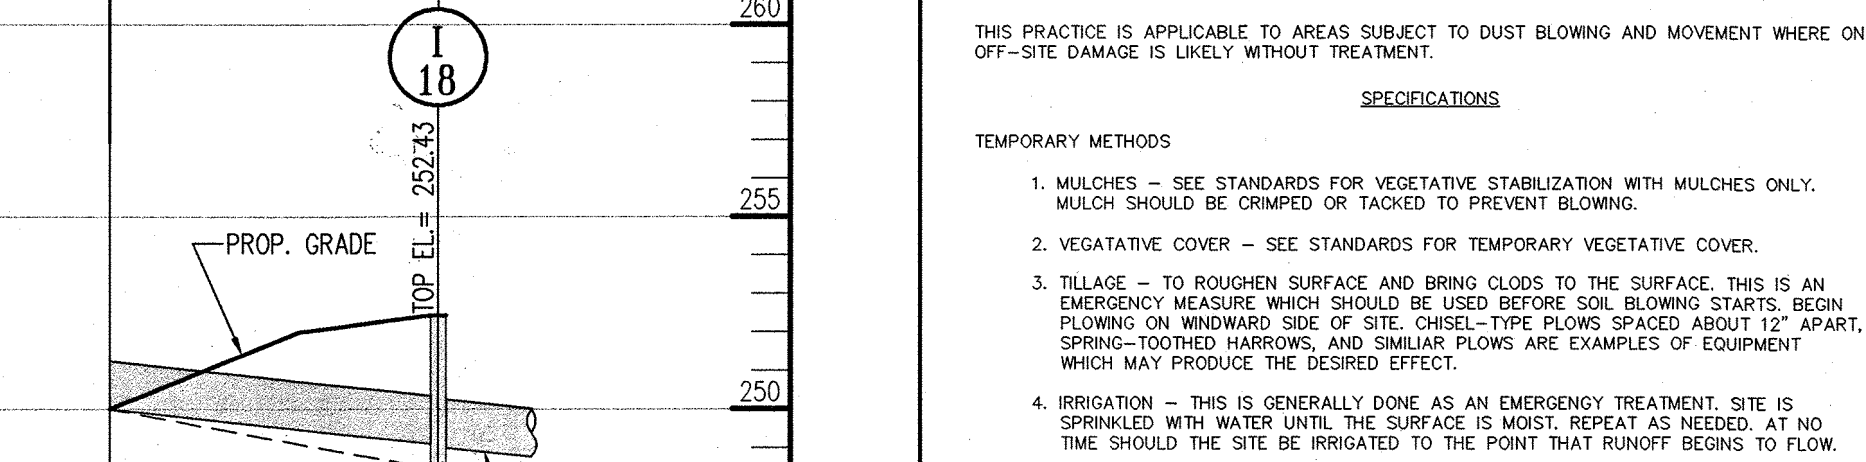 260
I
18
TOP EL.= 252.43
255
PROP. GRADE
250
THIS PRACTICE IS APPLICABLE TO AREAS SUBJECT TO DUST BLOWING AND MOVEMENT WHERE ON
OFF-SITE DAMAGE IS LIKELY WITHOUT TREATMENT.
SPECIFICATIONS
TEMPORARY METHODS
1. MULCHES - SEE STANDARDS FOR VEGETATIVE STABILIZATION WITH MULCHES ONLY.
MULCH SHOULD BE CRIMPED OR TACKED TO PREVENT BLOWING.
2. VEGATATIVE COVER - SEE STANDARDS FOR TEMPORARY VEGETATIVE COVER.
3. TILLAGE - TO ROUGHEN SURFACE AND BRING CLODS TO THE SURFACE. THIS IS AN
EMERGENCY MEASURE WHICH SHOULD BE USED BEFORE SOIL BLOWING STARTS. BEGIN
PLOWING ON WINDWARD SIDE OF SITE. CHISEL-TYPE PLOWS SPACED ABOUT 12" APART,
SPRING-TOOTHED HARROWS, AND SIMILIAR PLOWS ARE EXAMPLES OF EQUIPMENT
WHICH MAY PRODUCE THE DESIRED EFFECT.
4. IRRIGATION - THIS IS GENERALLY DONE AS AN EMERGENCY TREATMENT. SITE IS
SPRINKLED WITH WATER UNTIL THE SURFACE IS MOIST. REPEAT AS NEEDED. AT NO
TIME SHOULD THE SITE BE IRRIGATED TO THE POINT THAT RUNOFF BEGINS TO FLOW.